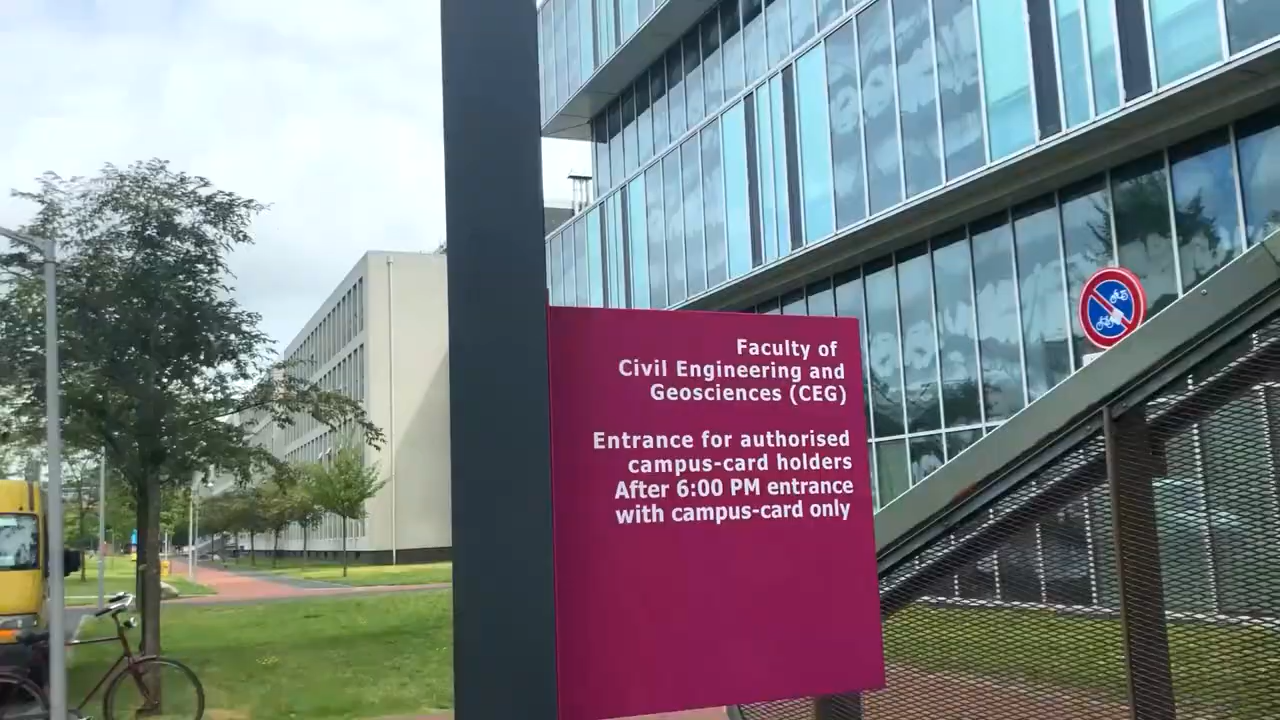 Faculty of
Civil Engineering and
Geosciences (CEG)
Entrance for authorised
campus-card holders
After 6:00 PM entrance
with campus-card only